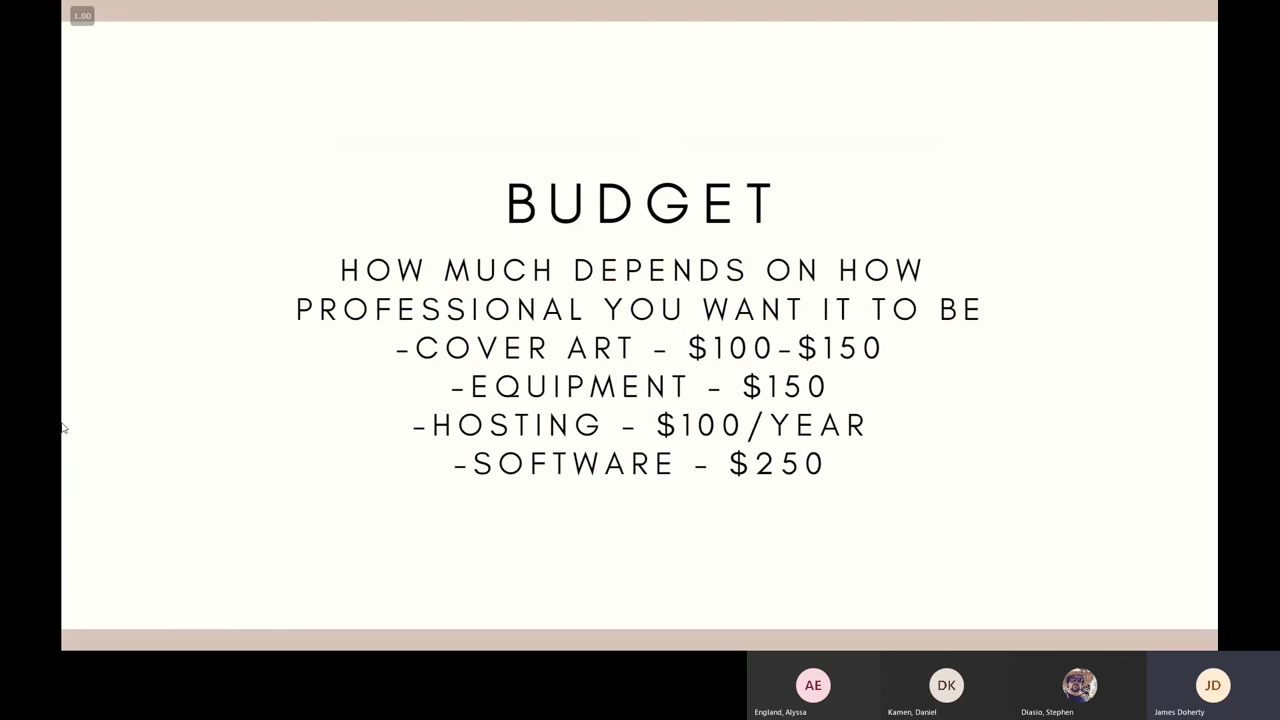 1.00
BUDGET
HOW MUCH DEPENDS ON HOW
PROFESSIONAL YOU WANT IT TO BE
-COVER ART - $100-$150
-EQUIPMENT - $150
-HOSTING - $100/YEAR
-SOFTWARE - $250
AE
DK
JD
England, Alyssa
Kamen, Daniel
Diasio, Stephen
James Doherty